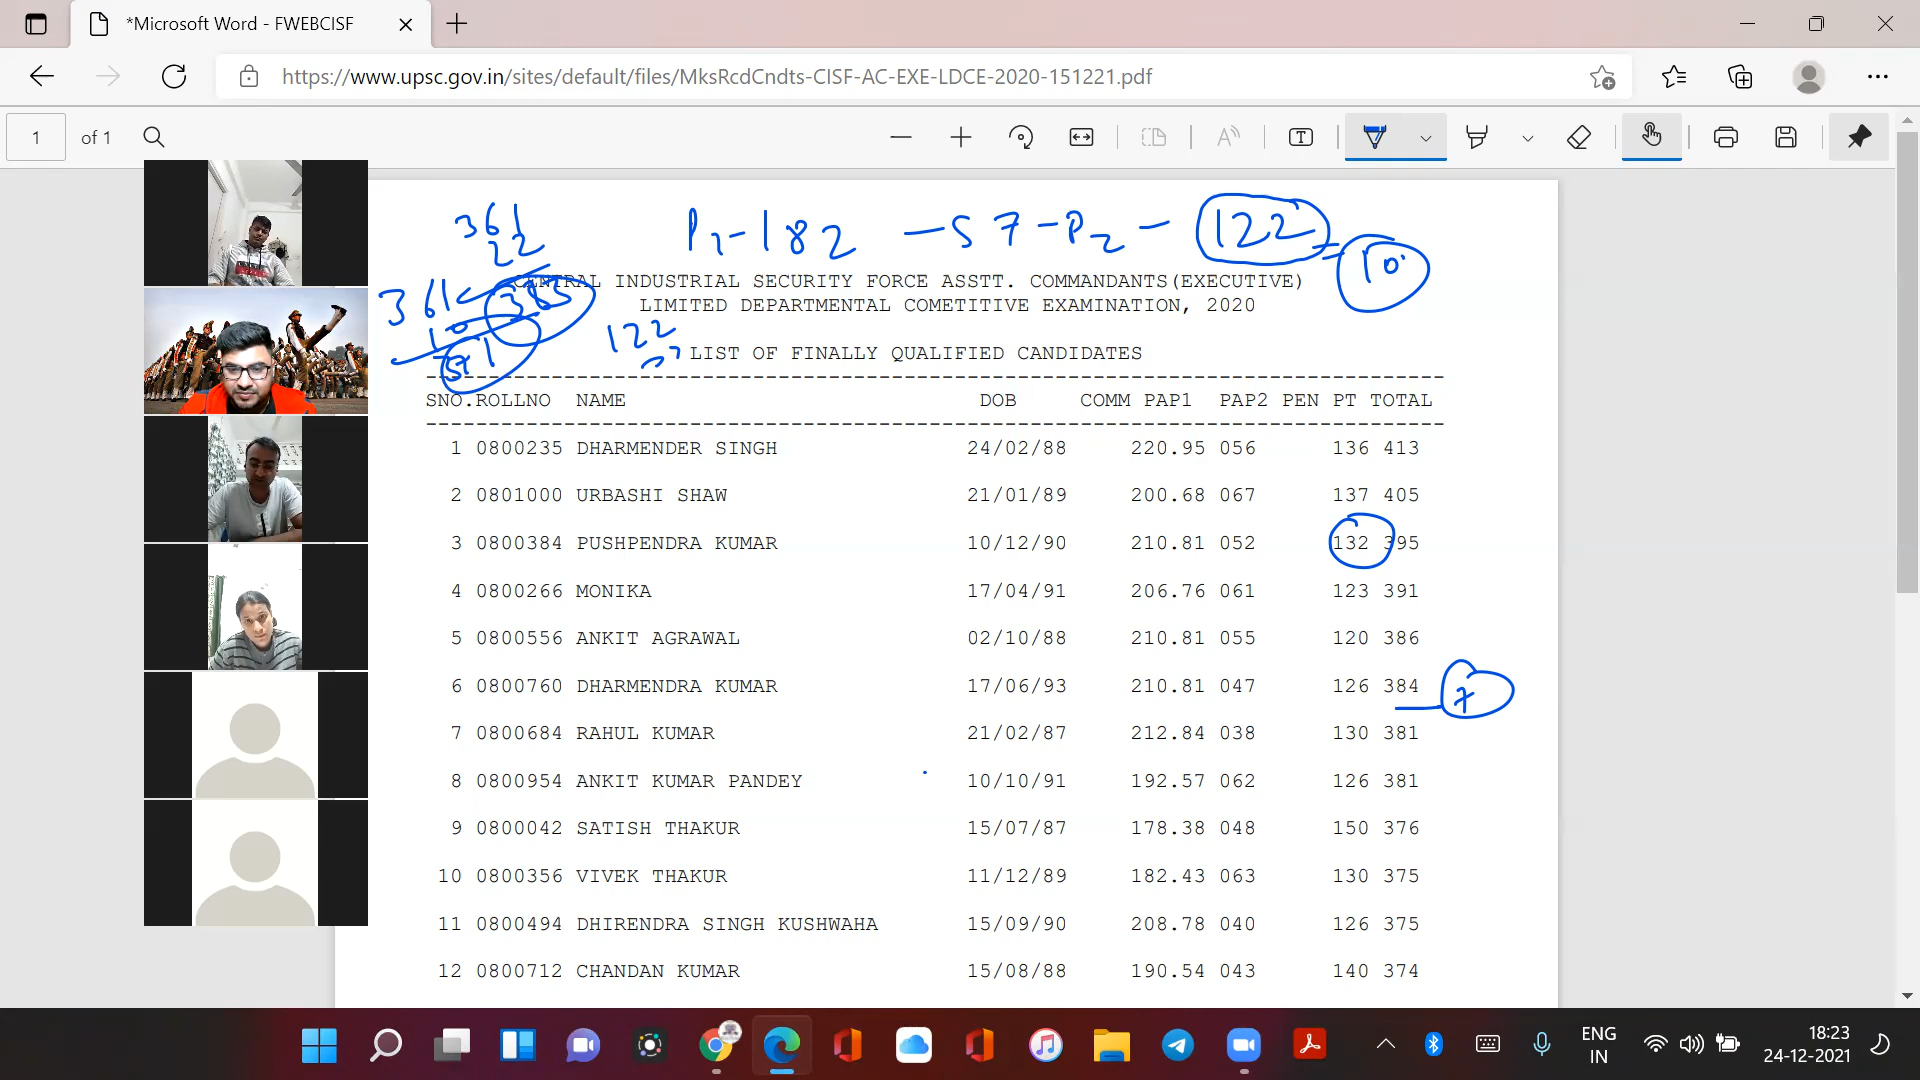 *Microsoft Word - FWEBCISF
https://www.upsc.gov.in/sites/default/files/MksRcdCndts-CISF-AC-EXE-LDCE-2020-151221.pdf
1 of 1
361
22
P1-182 - 57 - P2 - 122 = 10
CENTRAL INDUSTRIAL SECURITY FORCE ASSTT. COMMANDANTS(EXECUTIVE)
361
LIMITED DEPARTMENTAL COMETITIVE EXAMINATION, 2020
10
122
LIST OF FINALLY QUALIFIED CANDIDATES
SNO.ROLLNO NAME DOB COMM PAP1 PAP2 PEN PT TOTAL
1 0800235 DHARMENDER SINGH 24/02/88 220.95 056 136 413
2 0801000 URBASHI SHAW 21/01/89 200.68 067 137 405
3 0800384 PUSHPENDRA KUMAR 10/12/90 210.81 052 132 395
4 0800266 MONIKA 17/04/91 206.76 061 123 391
5 0800556 ANKIT AGRAWAL 02/10/88 210.81 055 120 386
6 0800760 DHARMENDRA KUMAR 17/06/93 210.81 047 126 384 7
7 0800684 RAHUL KUMAR 21/02/87 212.84 038 130 381
8 0800954 ANKIT KUMAR PANDEY 10/10/91 192.57 062 126 381
9 0800042 SATISH THAKUR 15/07/87 178.38 048 150 376
10 0800356 VIVEK THAKUR 11/12/89 182.43 063 130 375
11 0800494 DHIRENDRA SINGH KUSHWAHA 15/09/90 208.78 040 126 375
12 0800712 CHANDAN KUMAR 15/08/88 190.54 043 140 374
ENG
IN
18:23
24-12-2021